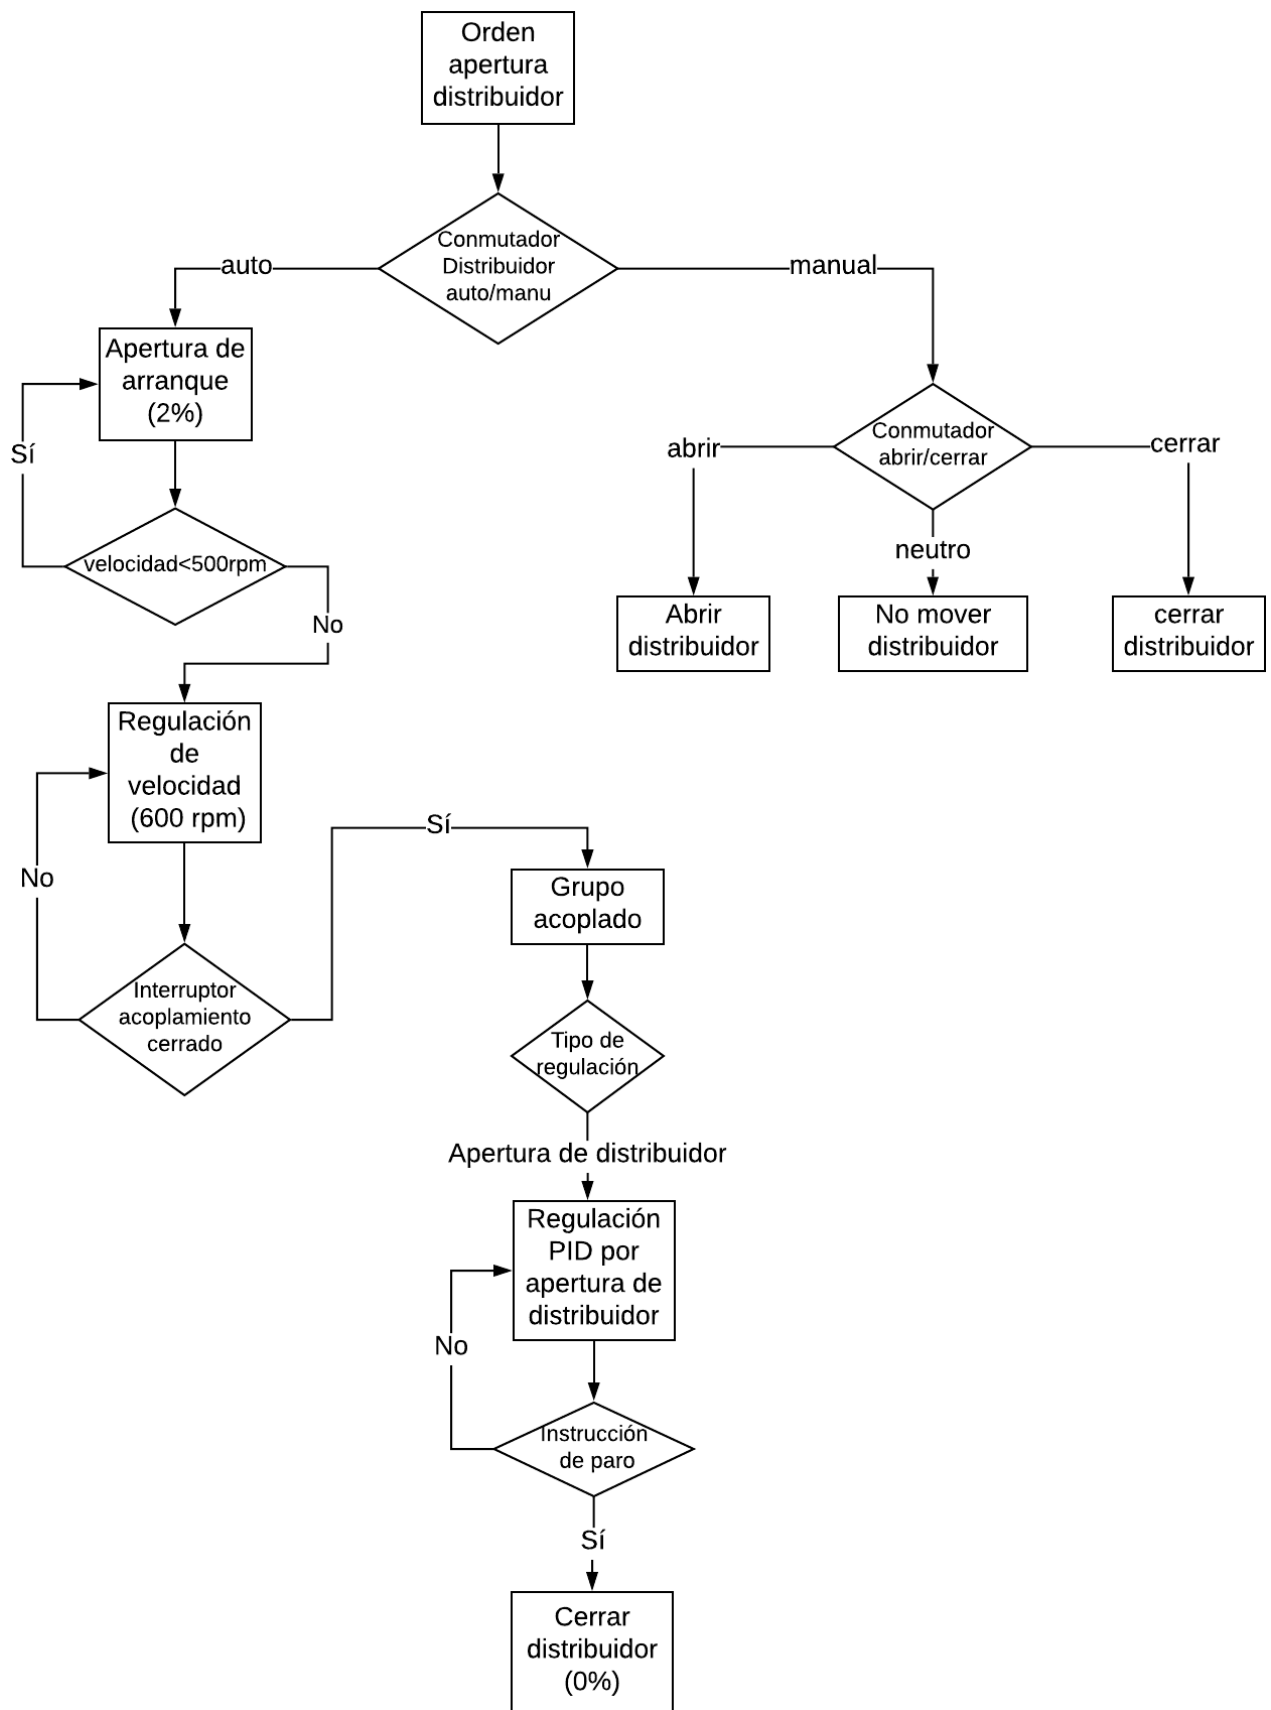 Orden
apertura
distribuidor
Conmutador
Distribuidor
auto/manu
auto
manual
Apertura de
arranque
(2%)
Sí
velocidad<500rpm
No
Conmutador
abrir/cerrar
abrir
cerrar
neutro
Abrir
distribuidor
No mover
distribuidor
cerrar
distribuidor
Regulación
de
velocidad
(600 rpm)
No
Sí
Interruptor
acoplamiento
cerrado
Grupo
acoplado
Tipo de
regulación
Apertura de distribuidor
Regulación
PID por
apertura de
distribuidor
No
Instrucción
de paro
Sí
Cerrar
distribuidor
(0%)